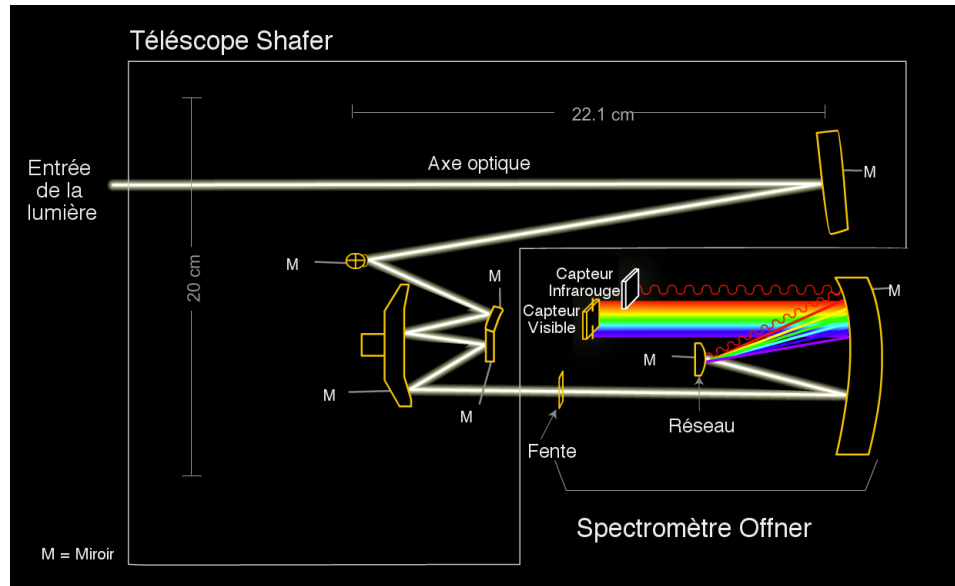 Téléscope Shafer
22.1 cm
Entrée
de la
lumière
Axe optique
M
M
20 cm
M
Capteur
Infrarouge
M
Capteur
Visible
M
M
M
Réseau
Fente
Spectromètre Offner
M = Miroir